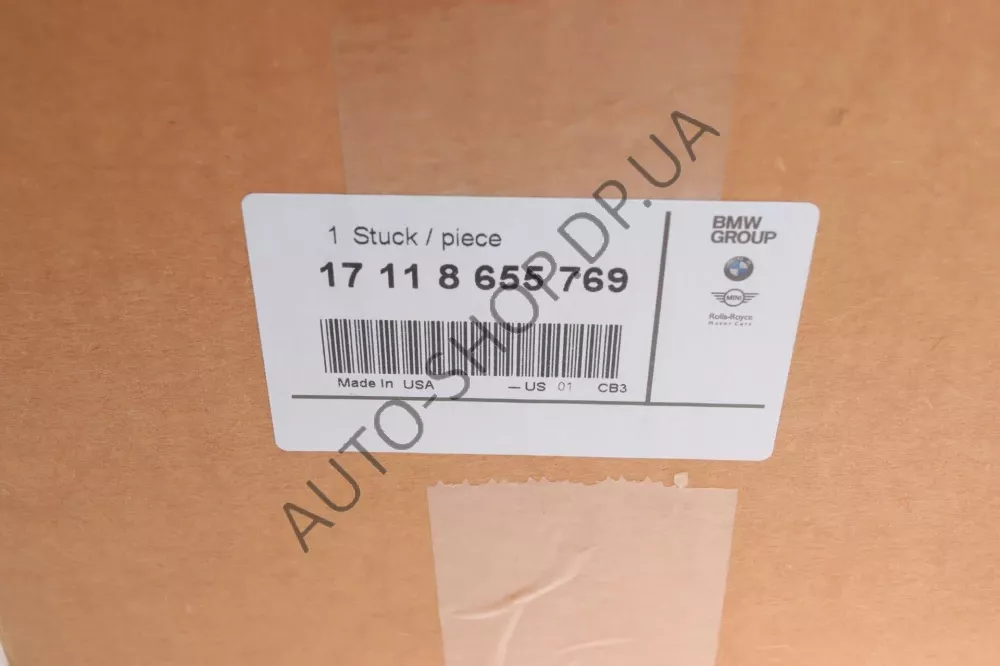 1 Stuck / piece
17 11 8 655 769
Made In USA
—US 01 CB3
BMW
GROUP
MINI
Rolls-Royce
Motor Cars
AUTO-SHOP.DP.UA